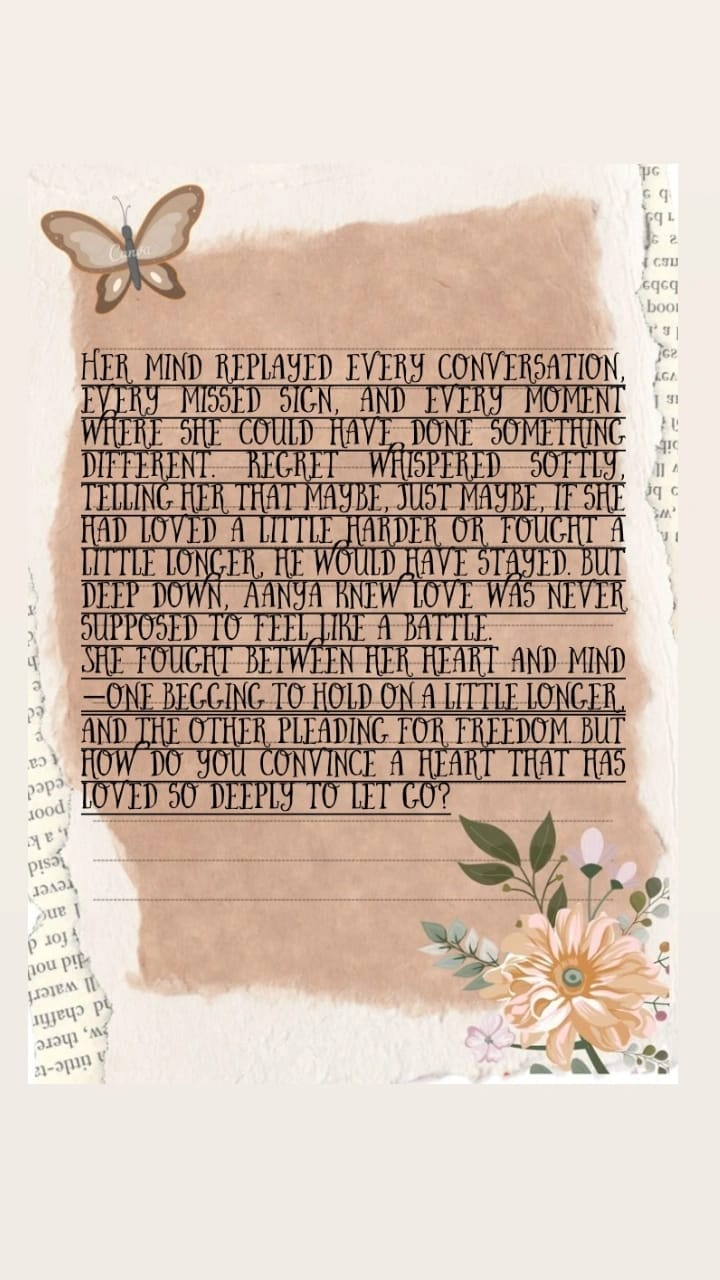 Canva
HER MIND REPLAYED EVERY CONVERSATION,
EVERY MISSED SIGN, AND EVERY MOMENT
WHERE SHE COULD HAVE DONE SOMETHING
DIFFERENT. REGRET WHISPERED SOFTLY,
TELLING HER THAT MAYBE, JUST MAYBE, IF SHE
HAD LOVED A LITTLE HARDER OR FOUGHT A
LITTLE LONGER, HE WOULD HAVE STAYED. BUT
DEEP DOWN, AANYA KNEW LOVE WAS NEVER
SUPPOSED TO FEEL LIKE A BATTLE.
SHE FOUGHT BETWEEN HER HEART AND MIND
—ONE BEGGING TO HOLD ON A LITTLE LONGER,
AND THE OTHER PLEADING FOR FREEDOM. BUT
HOW DO YOU CONVINCE A HEART THAT HAS
LOVED SO DEEPLY TO LET GO?